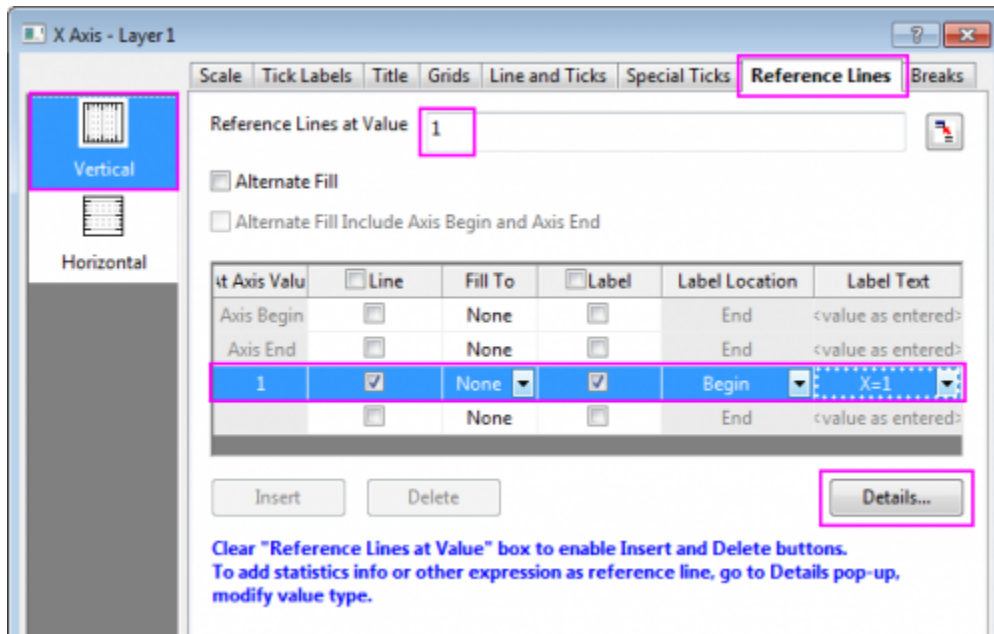 X Axis - Layer 1
Scale Tick Labels Title Grids Line and Ticks Special Ticks Reference Lines Breaks
Vertical
Horizontal
Reference Lines at Value 1
Alternate Fill
Alternate Fill Include Axis Begin and Axis End
t Axis Valu Line Fill To Label Label Location Label Text
Axis Begin None End <value as entered>
Axis End None End <value as entered>
1 None Begin X=1
None End <value as entered>
Insert Delete Details...
Clear "Reference Lines at Value" box to enable Insert and Delete buttons.
To add statistics info or other expression as reference line, go to Details pop-up,
modify value type.